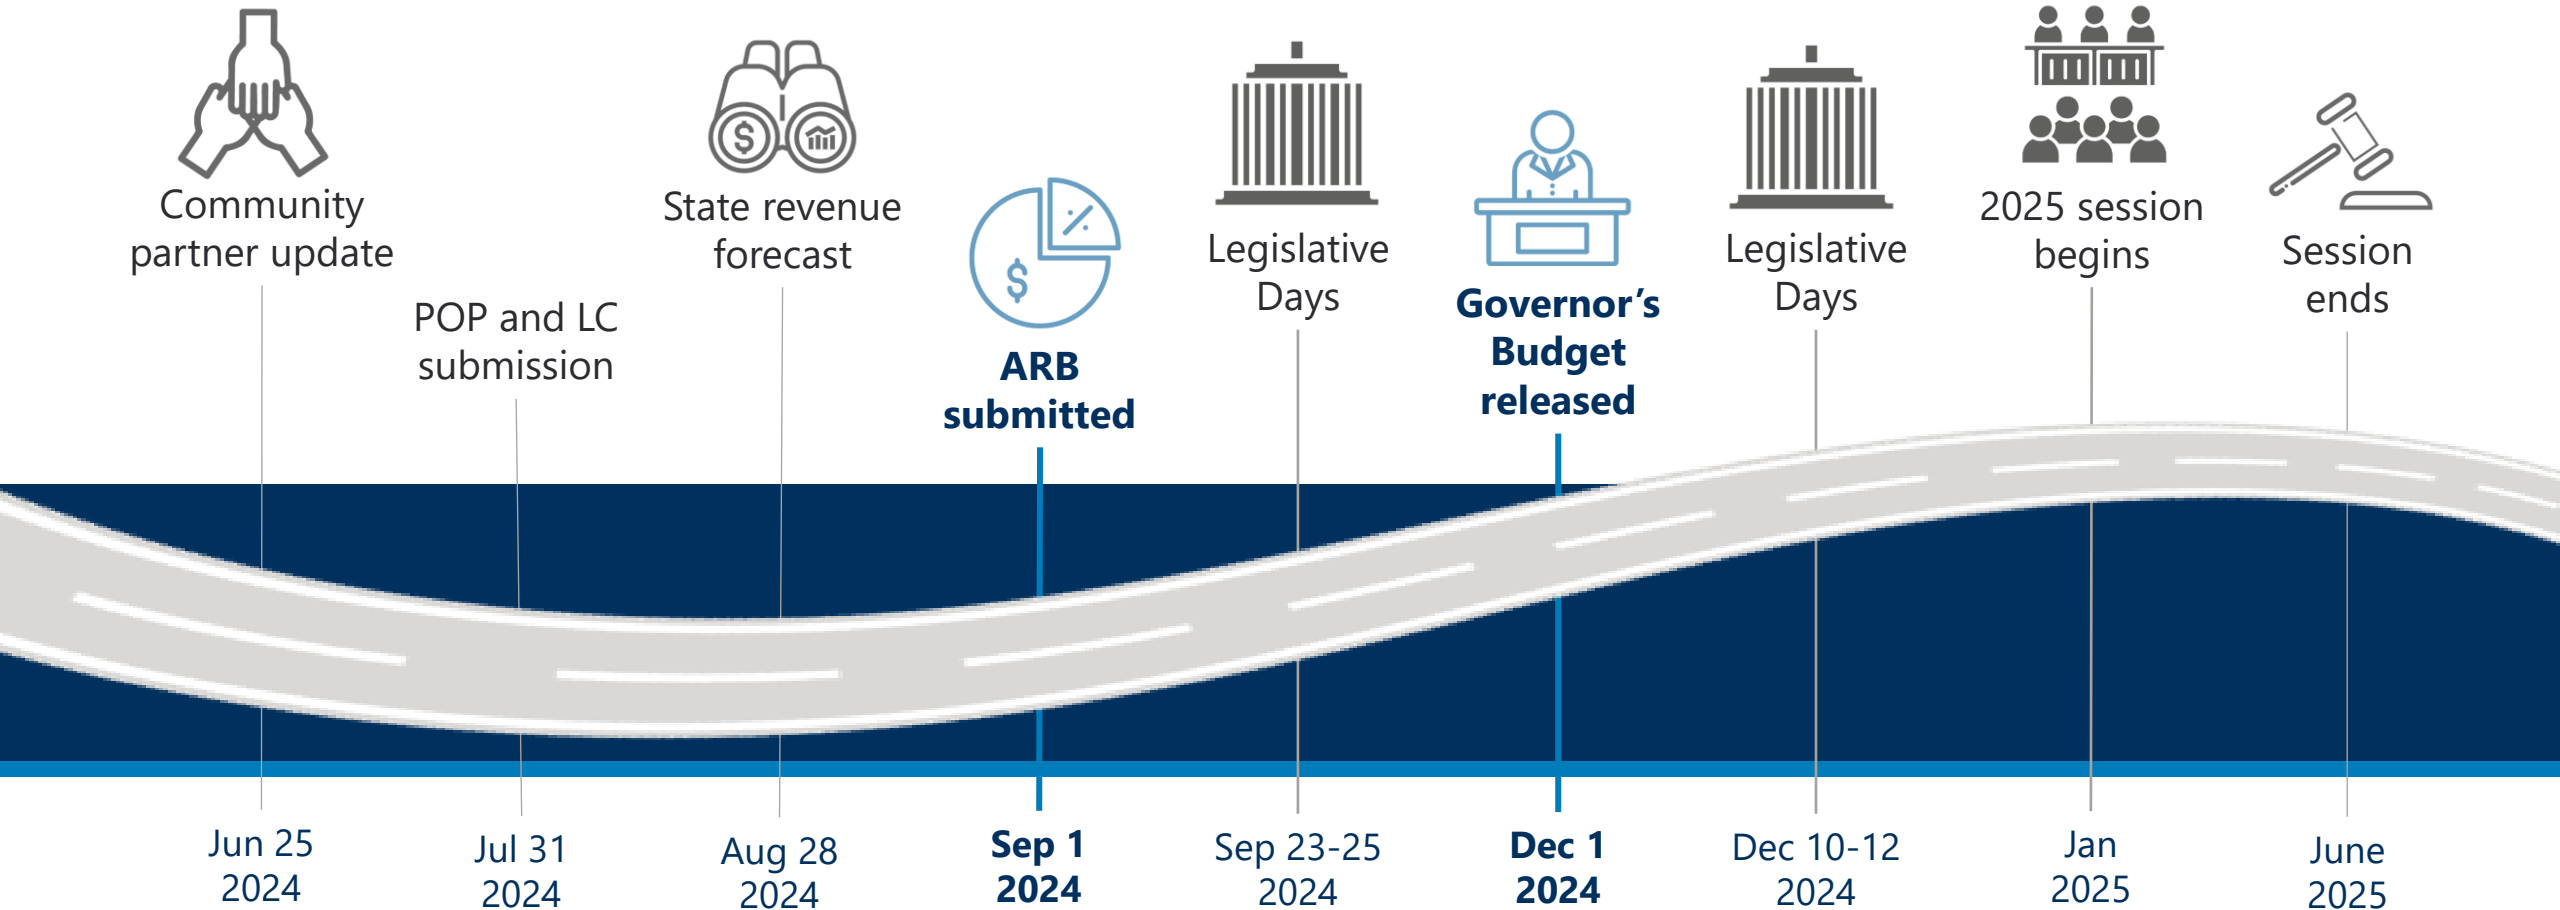 Community
partner update
POP and LC
submission
State revenue
forecast
ARB
submitted
Legislative
Days
Governor’s
Budget
released
Legislative
Days
2025 session
begins
Session
ends
Jun 25
2024
Jul 31
2024
Aug 28
2024
Sep 1
2024
Sep 23-25
2024
Dec 1
2024
Dec 10-12
2024
Jan
2025
June
2025